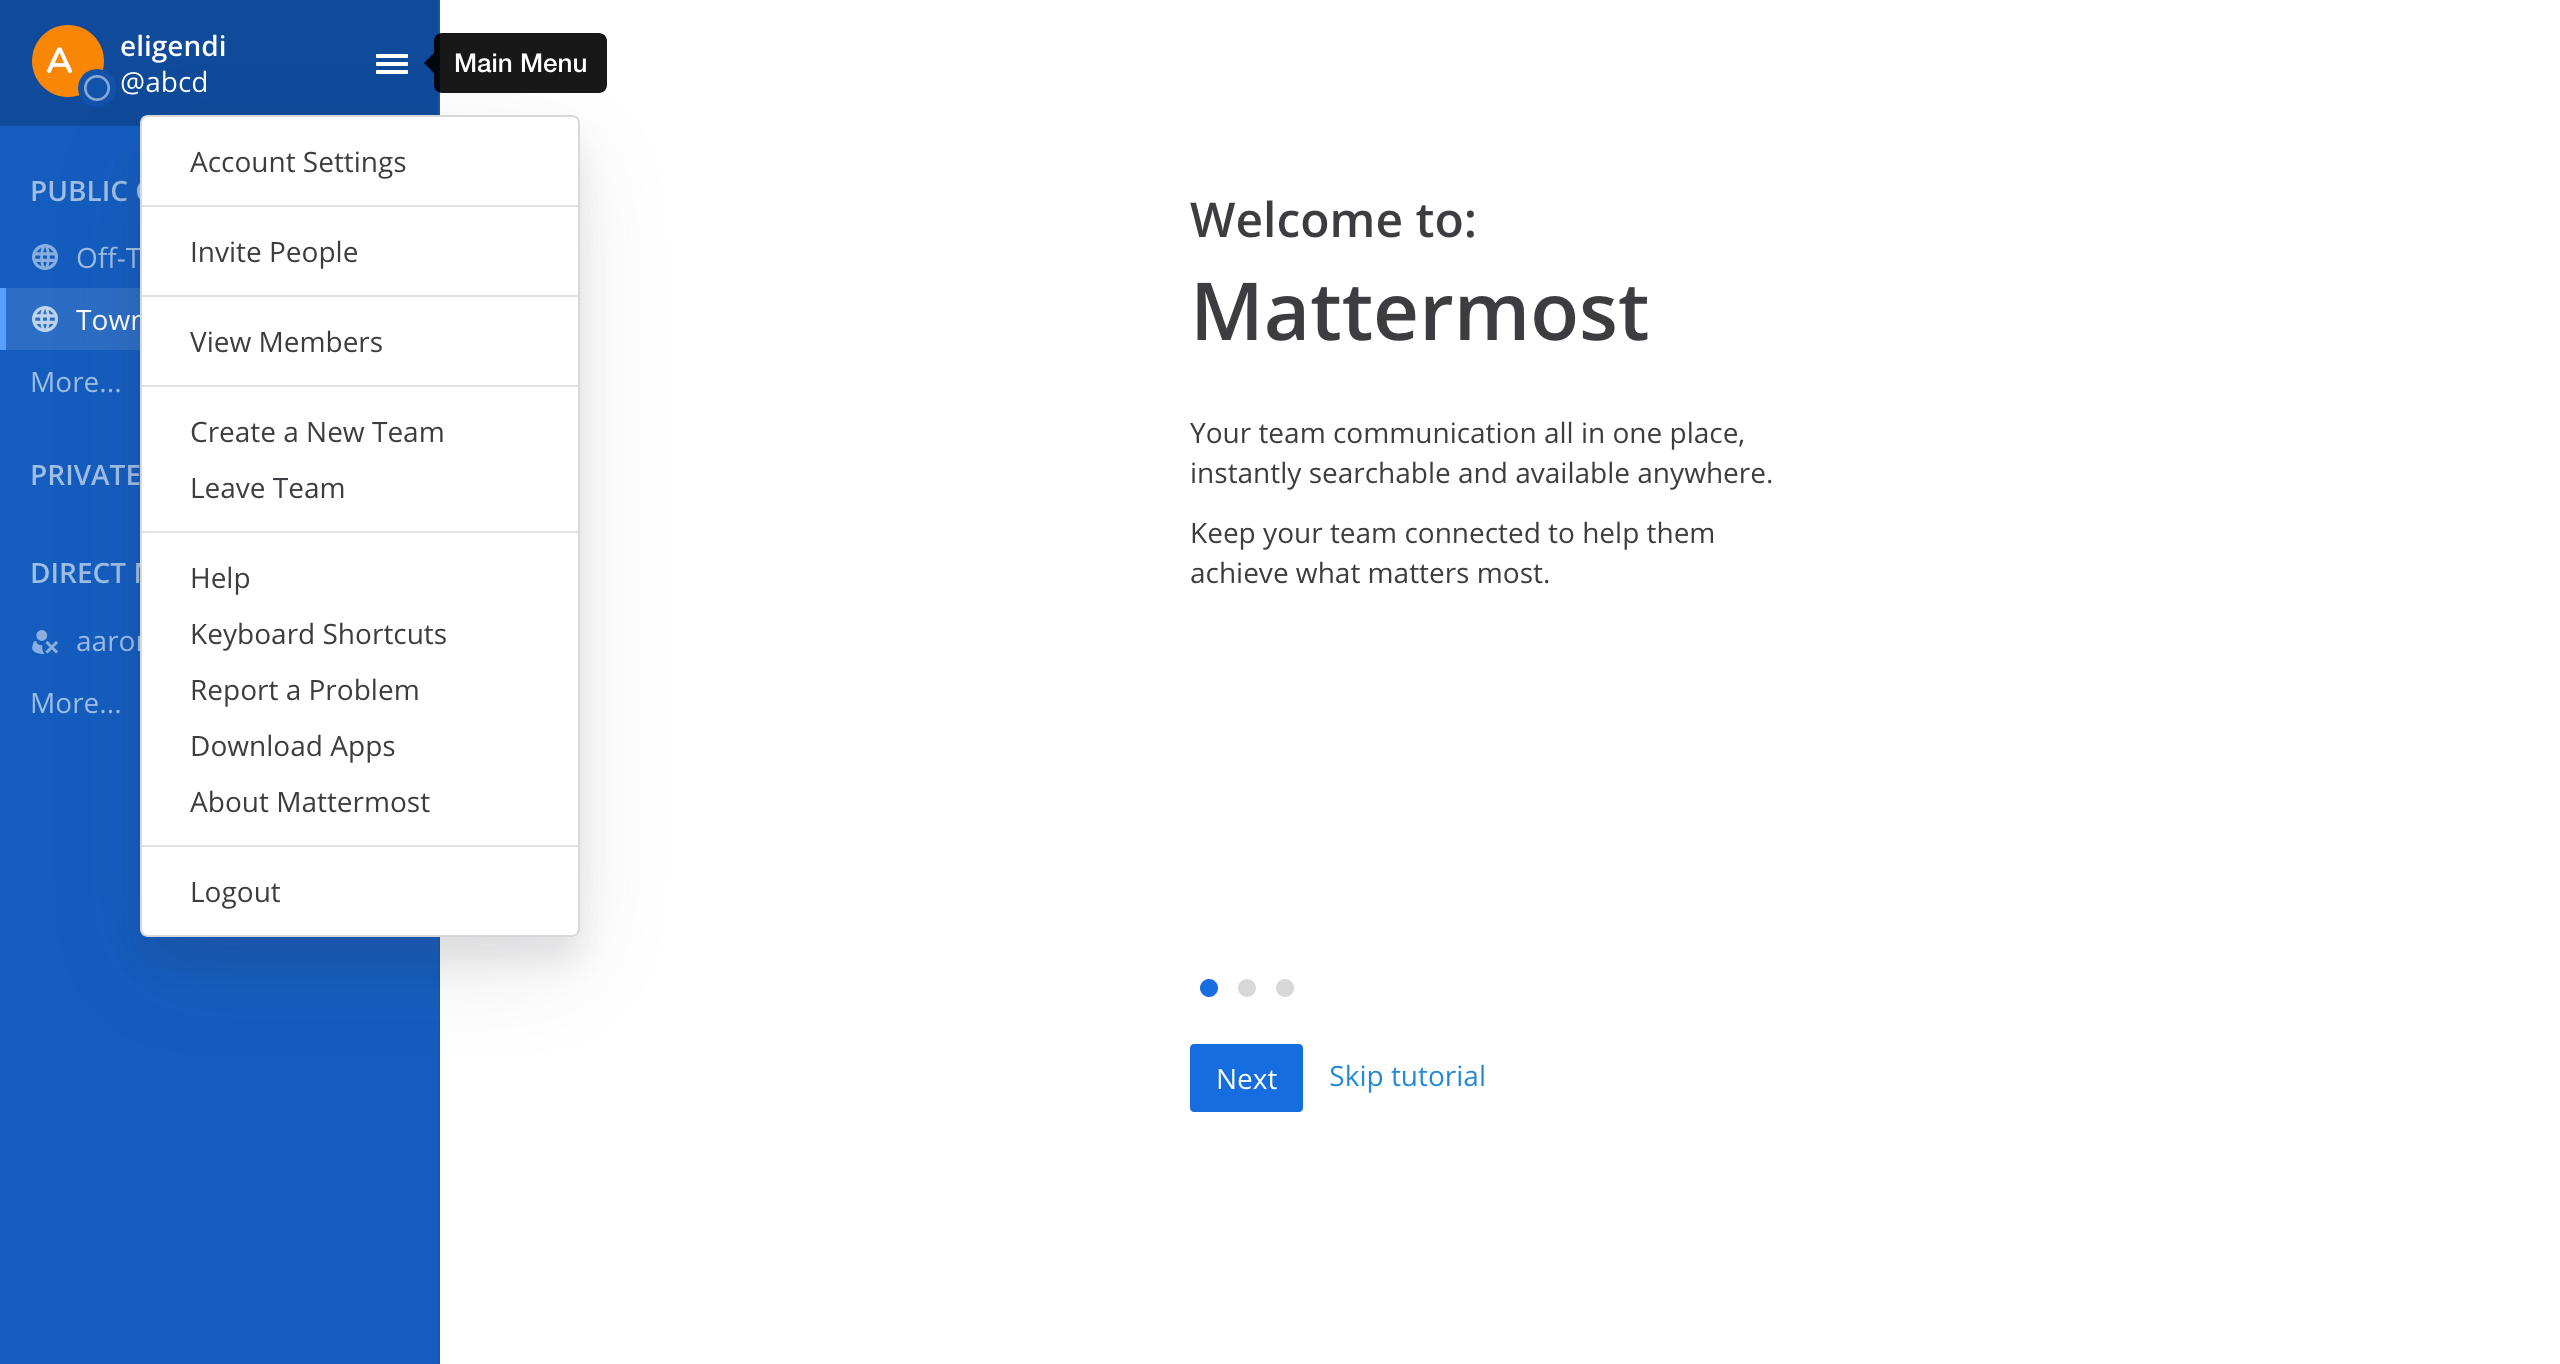 A
eligendi
@abcd
Main Menu
PUBLIC
Off-T
More...
PRIVATE
DIRECT
More...
Account Settings
Invite People
View Members
Create a New Team
Leave Team
Help
Keyboard Shortcuts
Report a Problem
Download Apps
About Mattermost
Logout
Welcome to:
Mattermost
Your team communication all in one place,
instantly searchable and available anywhere.
Keep your team connected to help them
achieve what matters most.
Next
Skip tutorial